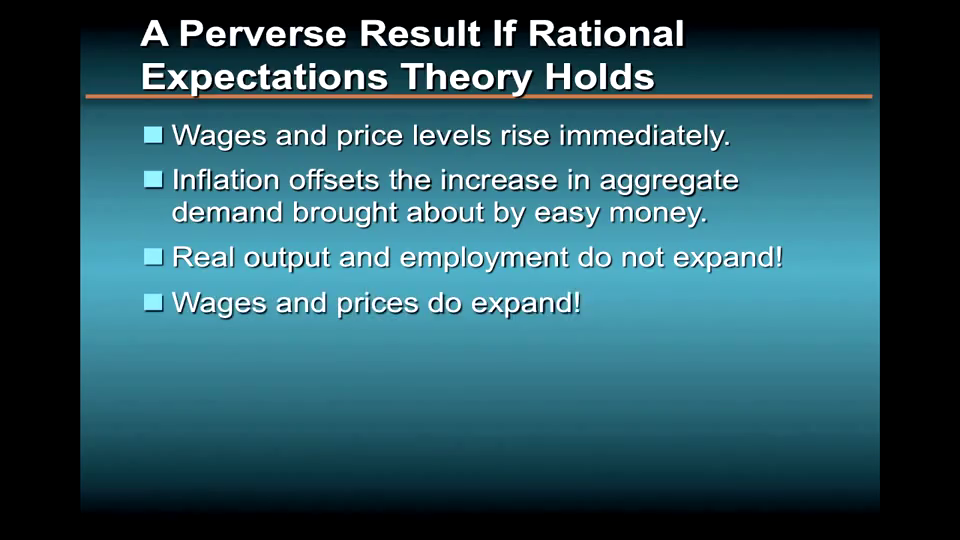 A Perverse Result If Rational
Expectations Theory Holds
Wages and price levels rise immediately.
Inflation offsets the increase in aggregate
demand brought about by easy money.
Real output and employment do not expand!
Wages and prices do expand!